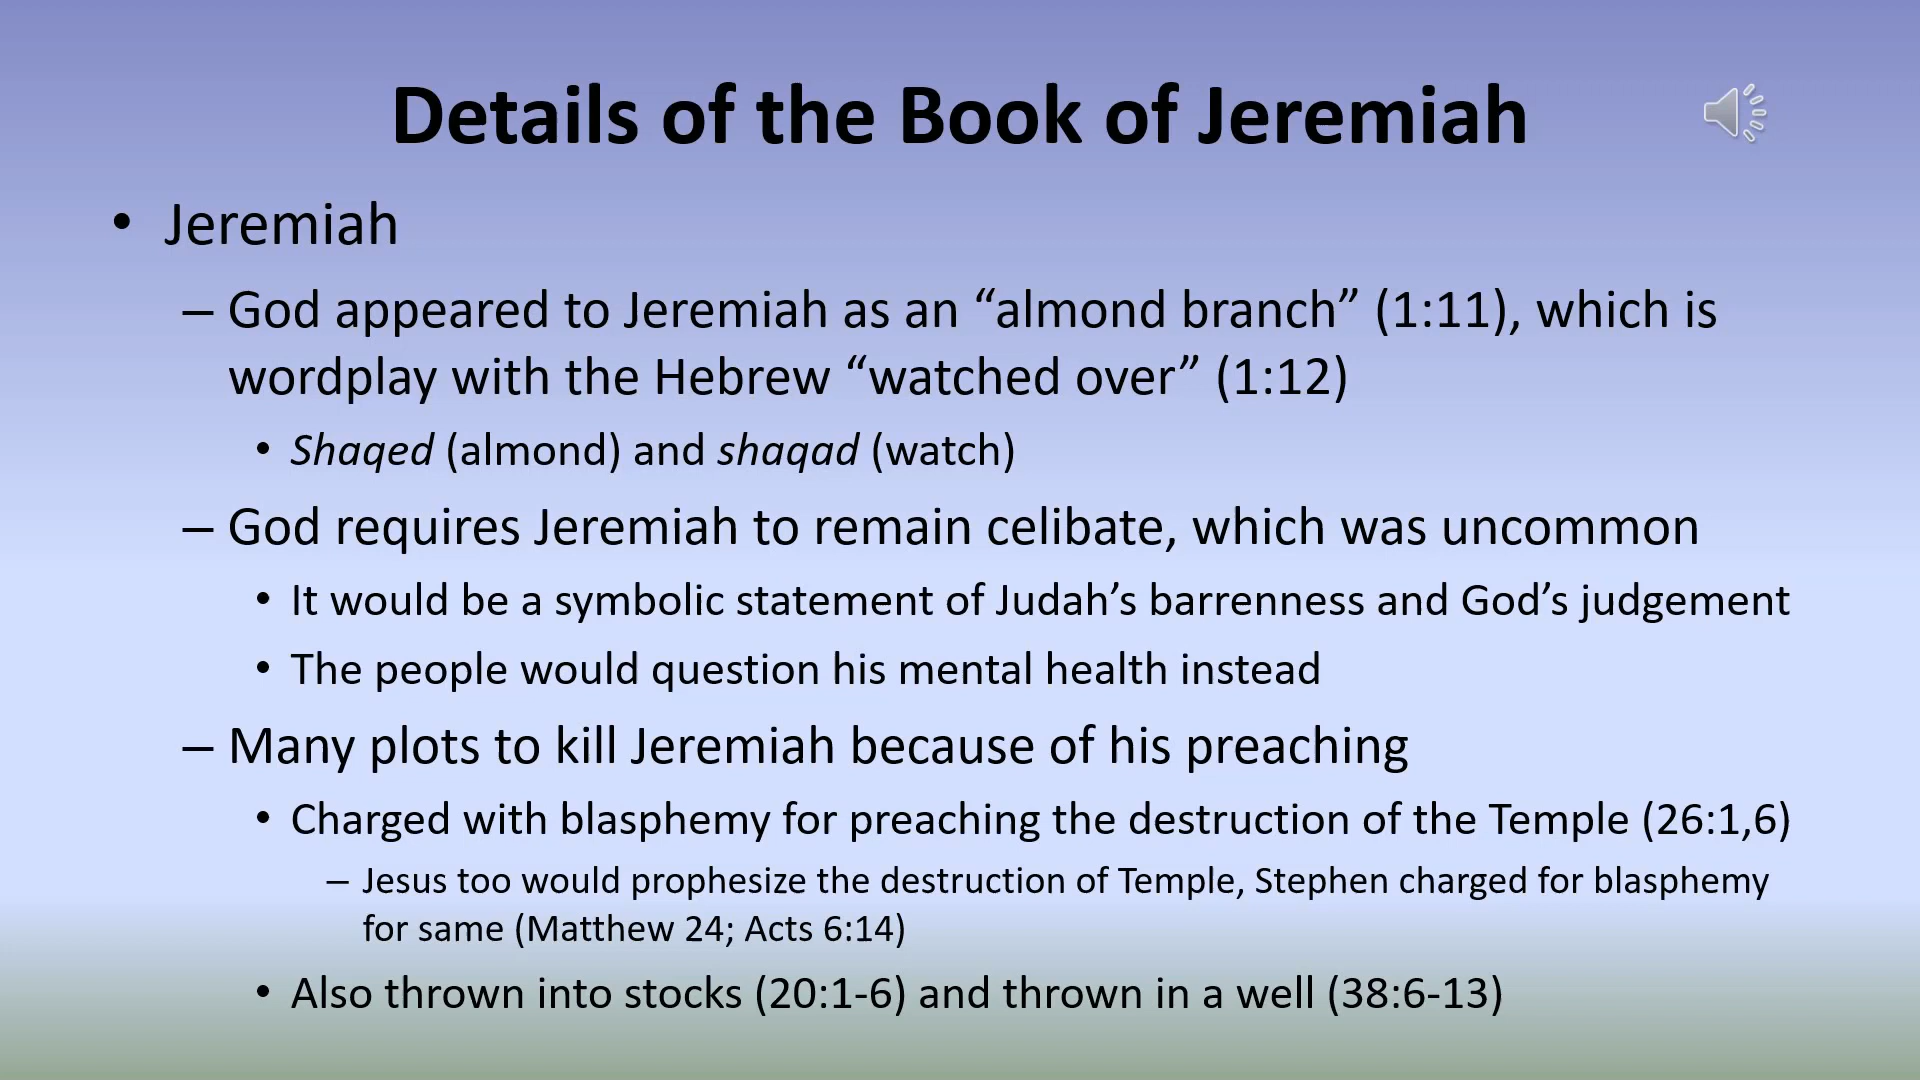 Details of the Book of Jeremiah
• Jeremiah
– God appeared to Jeremiah as an “almond branch” (1:11), which is
wordplay with the Hebrew “watched over” (1:12)
• Shaqed (almond) and shaqad (watch)
– God requires Jeremiah to remain celibate, which was uncommon
• It would be a symbolic statement of Judah’s barrenness and God’s judgement
• The people would question his mental health instead
– Many plots to kill Jeremiah because of his preaching
• Charged with blasphemy for preaching the destruction of the Temple (26:1,6)
– Jesus too would prophesize the destruction of Temple, Stephen charged for blasphemy
for same (Matthew 24; Acts 6:14)
• Also thrown into stocks (20:1-6) and thrown in a well (38:6-13)